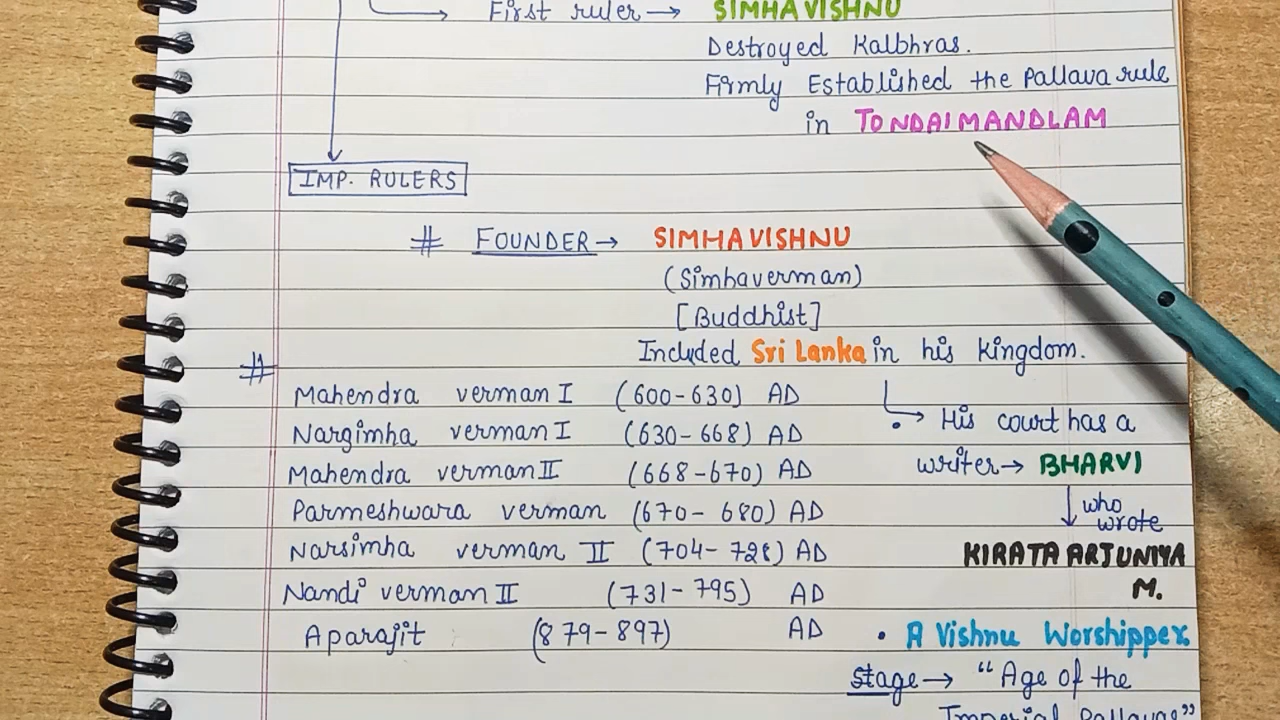 First ruler → SIMHAVISHNU
Destroyed Kalbhras.
Firmly Established the Pallava rule
in TONDAIMANDLAM
IMP. RULERS
# FOUNDER → SIMHAVISHNU
(Simhaverman)
[Buddhist]
Included Sri Lanka in his kingdom.
#
Mahendra verman I (600-630) AD
Nargimha verman I (630-668) AD
Mahendra verman II (668-670) AD
Parmeshwara verman (670-680) AD
Narsimha verman II (704-728) AD
Nandi verman II (731-795) AD
Aparajit (879-897) AD
• His court has a
writer → BHARVI
who
wrote
KIRATAARJUNIYA
M.
• A Vishnu Worshipper
stage → "Age of the
Imperial Pallavas"